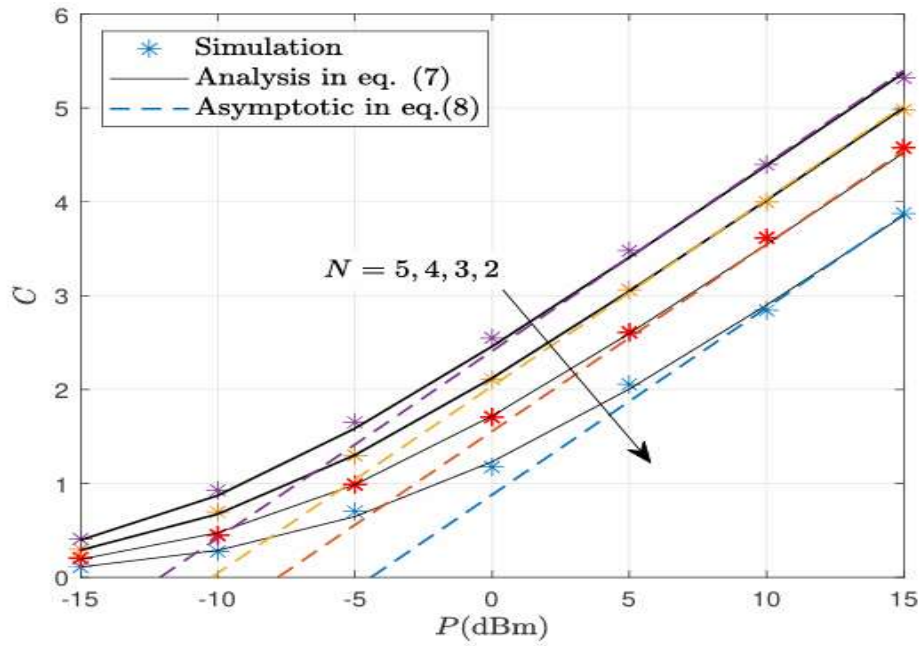 6
5
4
3
2
1
0
C
Simulation
Analysis in eq. (7)
Asymptotic in eq.(8)
N = 5, 4, 3, 2
-15
-10
-5
0
5
10
15
P(dBm)